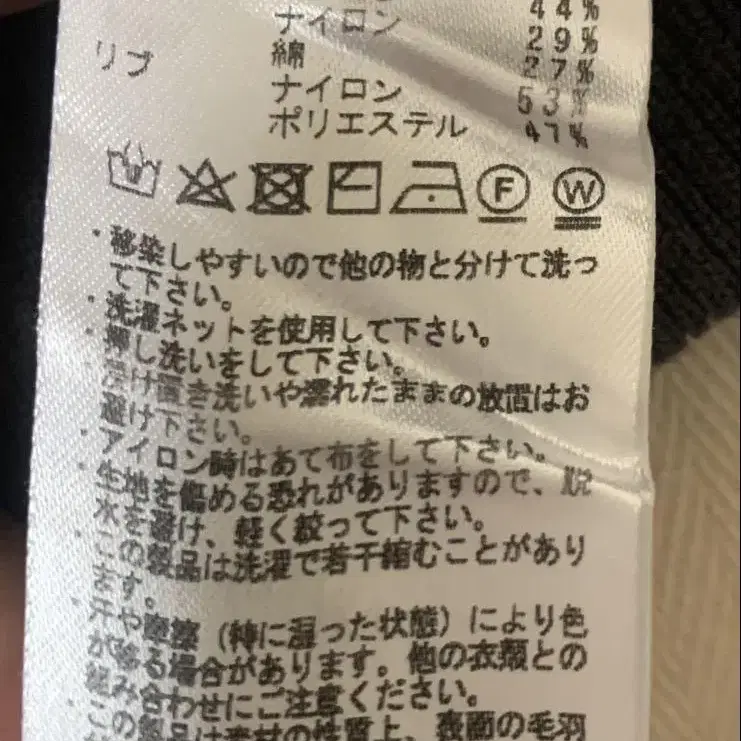 44%
ナイロン 29%
綿 27%
リブ ナイロン 53%
ポリエステル 47%
F W
・移染しやすいので他の物と分けて洗っ
て下さい。
・洗濯ネットを使用して下さい。
・押し洗いをして下さい。
つけ置き洗いや濡れたままの放置はお
避け下さい。
・アイロン時はあて布をして下さい。
・生地を傷める恐れがありますので、脱
水を避け、軽く絞って下さい。
・この製品は洗濯で若干縮むことがあり
ます。
・汗や摩擦（特に湿った状態）により色
が移る場合があります。他の衣類との
組み合わせにご注意ください。
この製品は素材の性質上、表面の毛羽